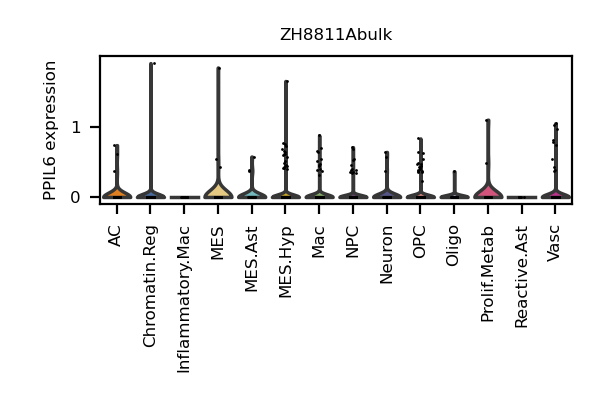 ZH8811Abulk
PPIL6 expression
1
0
AC
Chromatin.Reg
Inflammatory.Mac
MES
MES.Ast
MES.Hyp
Mac
NPC
Neuron
OPC
Oligo
Prolif.Metab
Reactive.Ast
Vasc